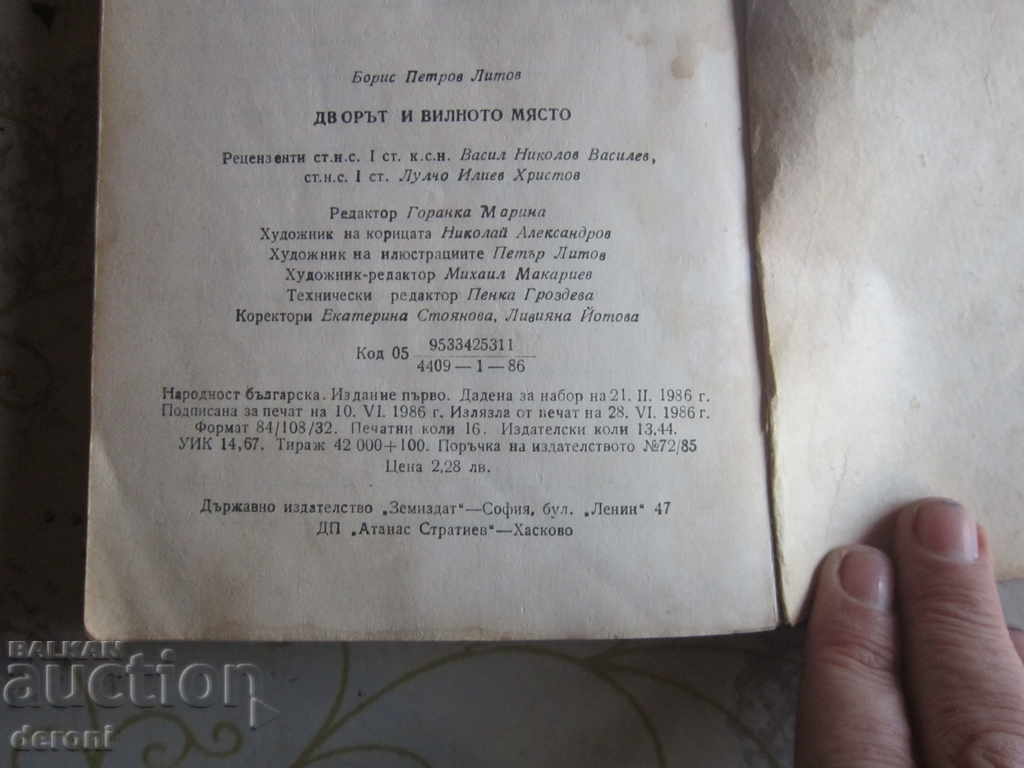 Борис Петров Литов
ДВОРЪТ И ВИЛНОТО МЯСТО
Рецензенти ст.н.с. I ст. к.с.н. Васил Николов Василев,
ст.н.с. I ст. Лулчо Илиев Христов
Редактор Горанка Марина
Художник на корицата Николай Александров
Художник на илюстрациите Петър Литов
Художник-редактор Михаил Макариев
Технически редактор Пенка Гроздева
Коректори Екатерина Стоянова, Ливияна Йотова
Код 05 9533425311
4409—1—86
Народност българска. Издание първо. Дадена за набор на 21. II. 1986 г.
Подписана за печат на 10. VI. 1986 г. Излязла от печат на 28. VI. 1986 г.
Формат 84/108/32. Печатни коли 16. Издателски коли 13,44.
УИК 14,67. Тираж 42 000+100. Поръчка на издателството №72/85
Цена 2,28 лв.
Държавно издателство „Земиздат“—София, бул. „Ленин“ 47
ДП „Атанас Стратиев“—Хасково
BALKAN
auction
deroni